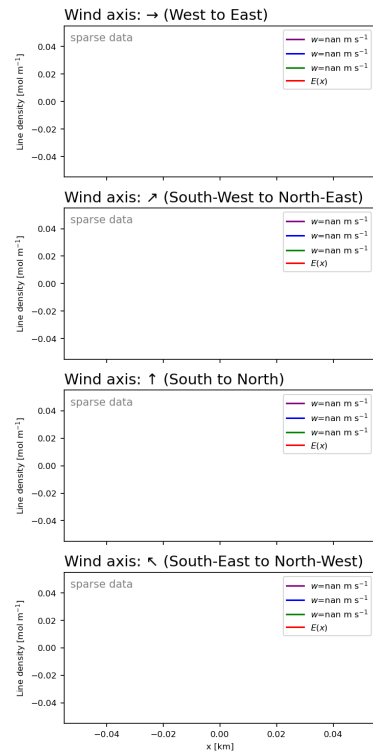 Wind axis: → (West to East)
0.04
0.02
0.00
−0.02
−0.04
Line density [mol m⁻¹]
sparse data
w=nan m s⁻¹
w=nan m s⁻¹
w=nan m s⁻¹
E(x)
Wind axis: ↗ (South-West to North-East)
0.04
0.02
0.00
−0.02
−0.04
Line density [mol m⁻¹]
sparse data
w=nan m s⁻¹
w=nan m s⁻¹
w=nan m s⁻¹
E(x)
Wind axis: ↑ (South to North)
0.04
0.02
0.00
−0.02
−0.04
Line density [mol m⁻¹]
sparse data
w=nan m s⁻¹
w=nan m s⁻¹
w=nan m s⁻¹
E(x)
Wind axis: ↖ (South-East to North-West)
0.04
0.02
0.00
−0.02
−0.04
Line density [mol m⁻¹]
sparse data
w=nan m s⁻¹
w=nan m s⁻¹
w=nan m s⁻¹
E(x)
−0.04 −0.02 0.00 0.02 0.04
x [km]